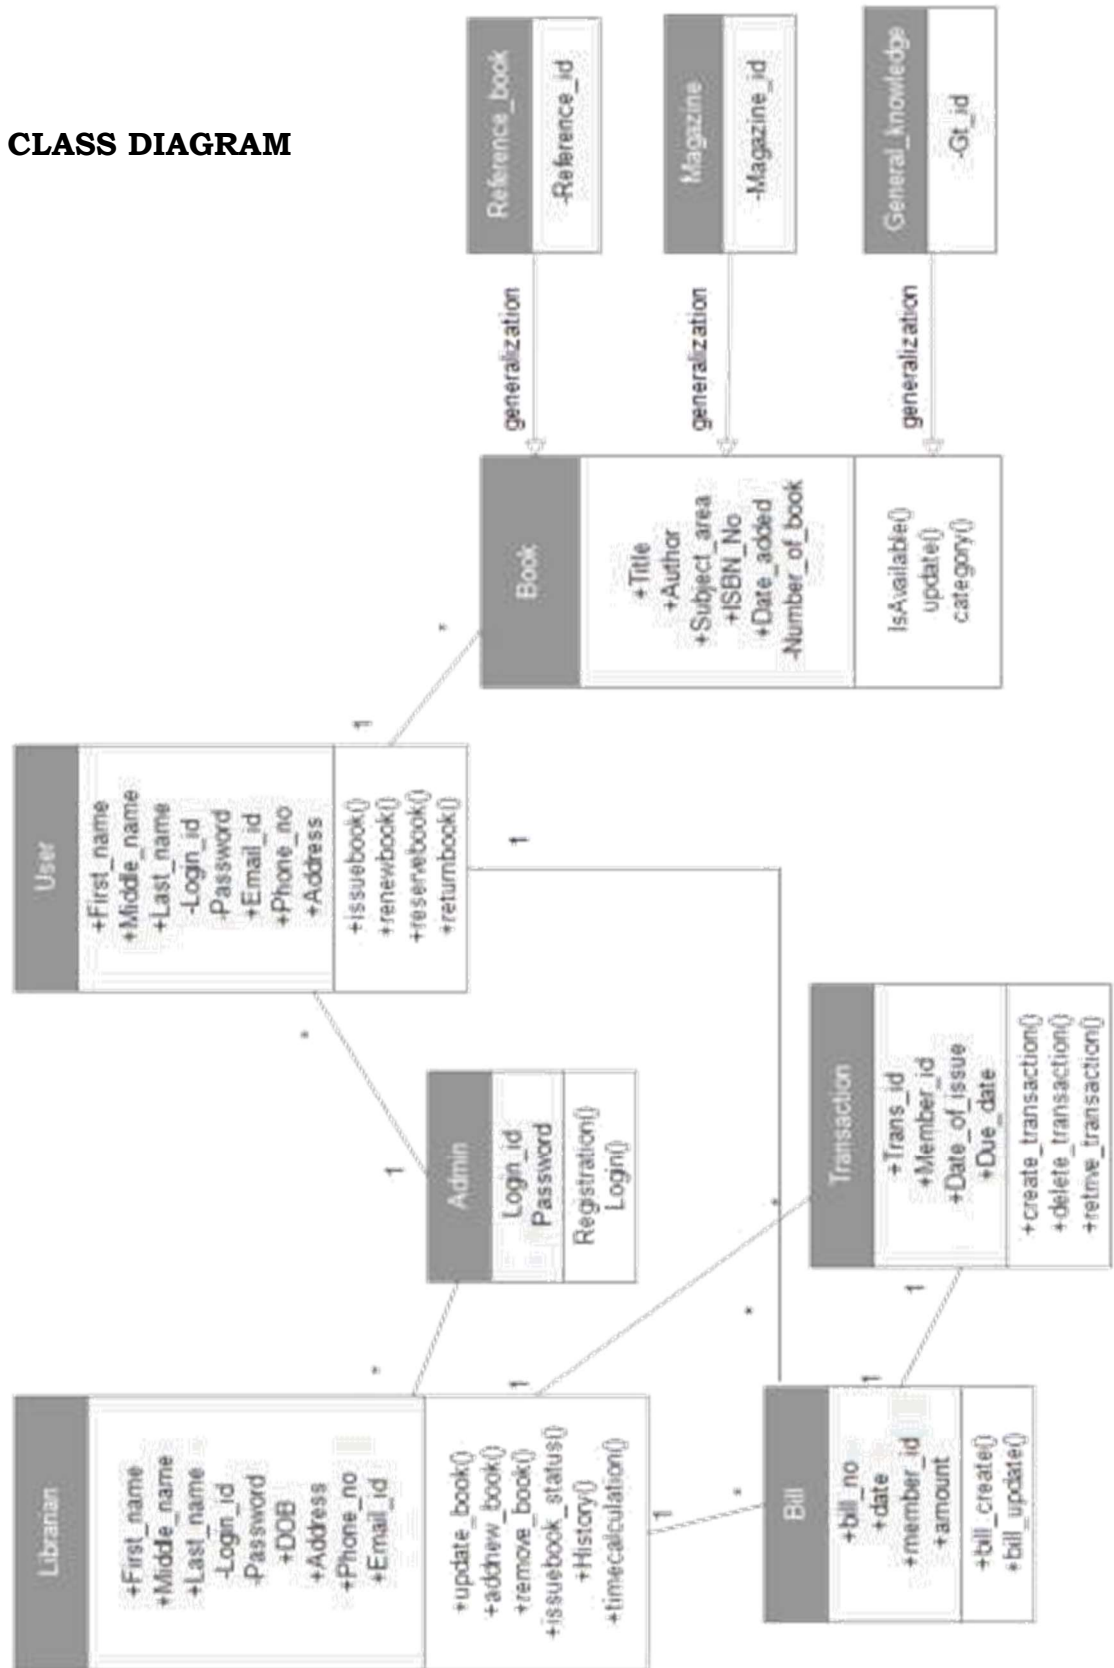 CLASS DIAGRAM
Librarian
+First_name
+Middle_name
+Last_name
-Login_id
-Password
+DOB
+Address
+Phone_no
+Email_id
+update_book()
+addnew_book()
+remove_book()
+issuebook_status()
+History()
+timecalculation()
*
1
1
Admin
Login_id
Password
Registration()
Login()
1
*
User
+First_name
+Middle_name
+Last_name
-Login_id
-Password
+Email_id
+Phone_no
+Address
+issuebook()
+renewbook()
+reservebook()
+returnbook()
1
1
*
Bill
+bill_no
+date
+member_id
+amount
+bill_create()
+bill_update()
*
*
1
1
Transaction
+Trans_id
+Member_id
+Date_of_issue
+Due_date
+create_transaction()
+delete_transaction()
+retrive_transaction()
*
Book
+Title
+Author
+Subject_area
+ISBN_No
+Date_added
-Number_of_book
IsAvailable()
update()
category()
generalization
generalization
generalization
Reference_book
-Reference_id
Magazine
-Magazine_id
General_knowledge
-Gt_id